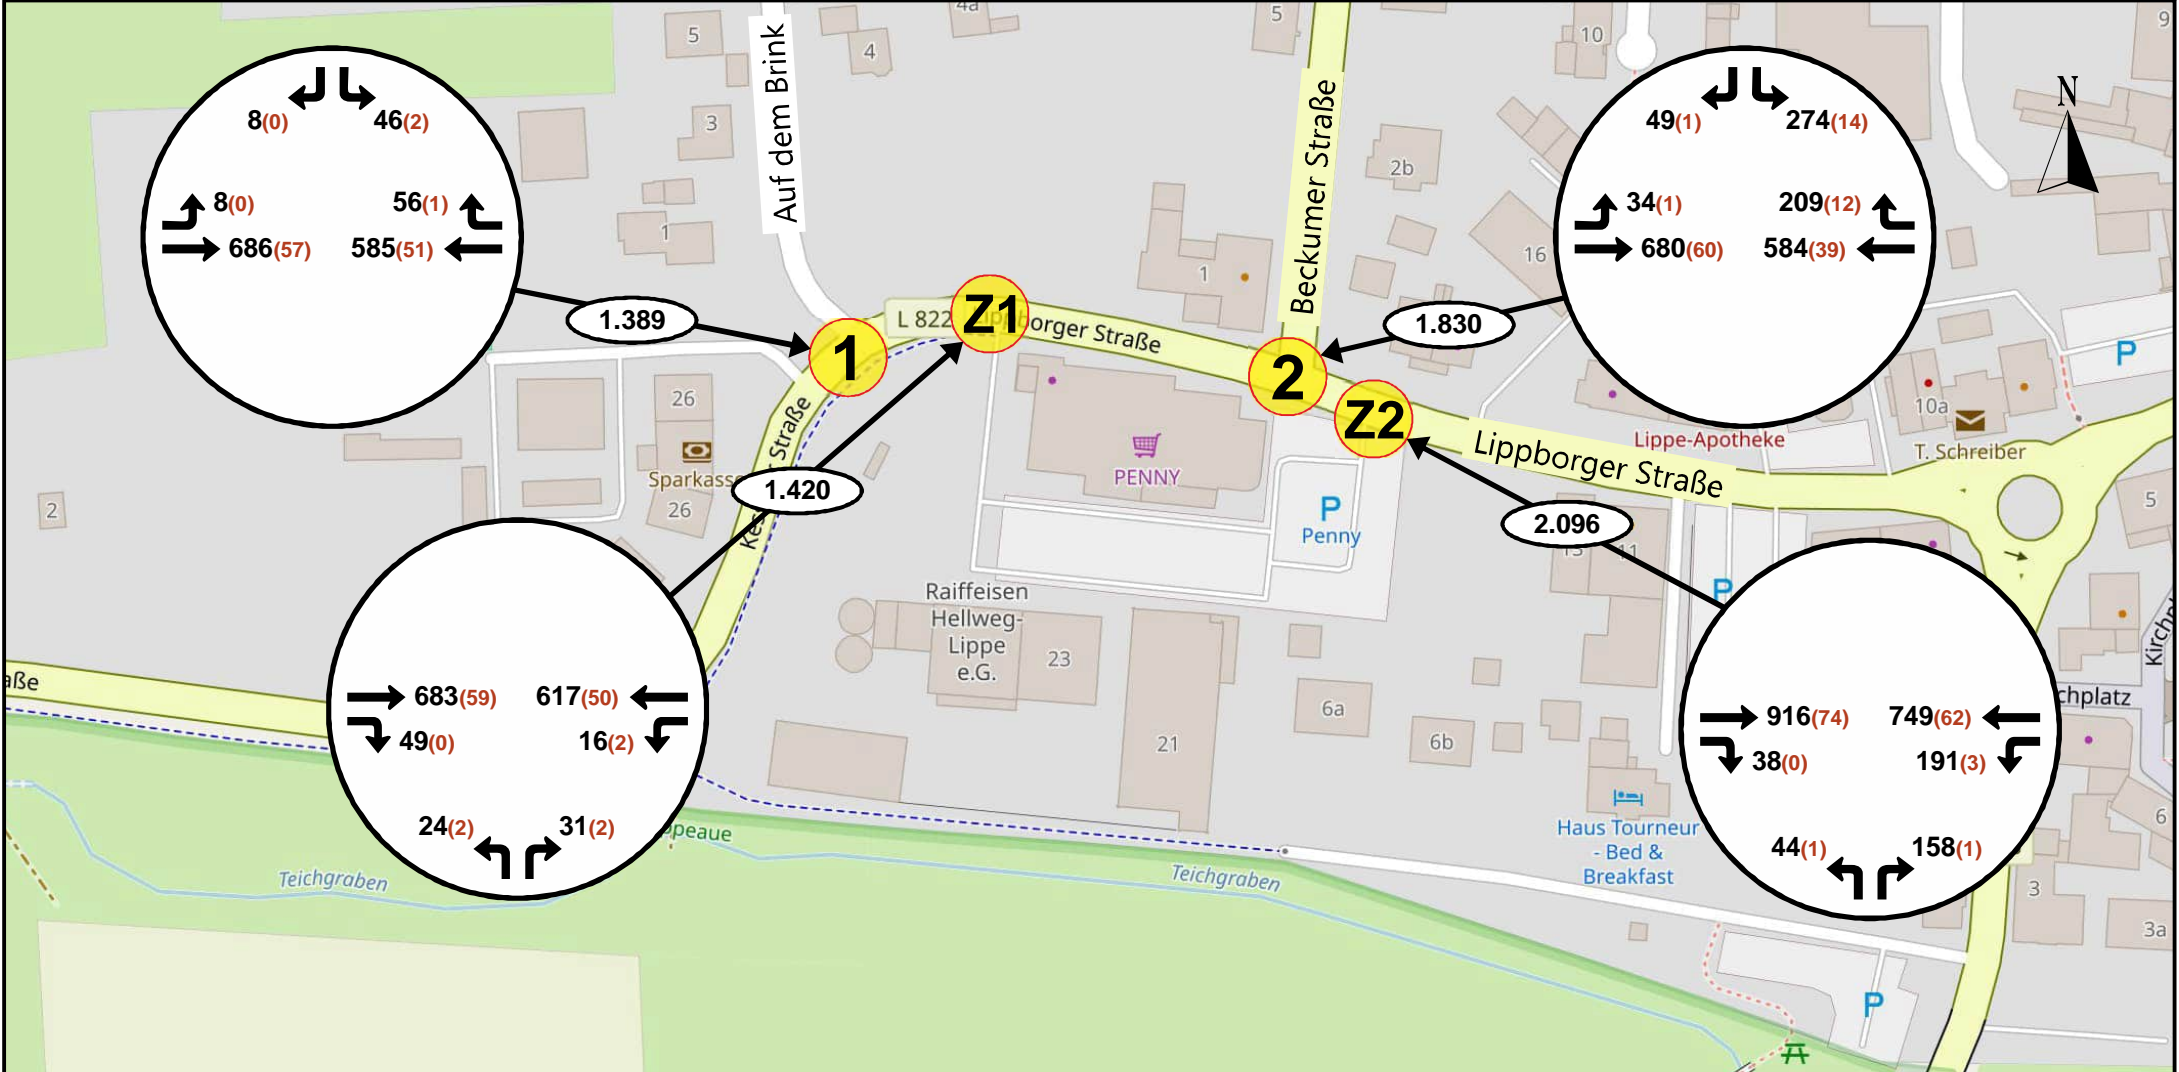 5
4
4a
5
10
9
3
1
2b
16
1
N
Auf dem Brink
Beckumer Straße
8(0)
46(2)
8(0)
56(1)
686(57)
585(51)
1.389
49(1)
274(14)
34(1)
209(12)
680(60)
584(39)
1.830
1
Z1
2
Z2
L 822
borger Straße
Lippborger Straße
Straße
26
Sparkasse
26
2
1.420
PENNY
P
Penny
Lippe-Apotheke
10a
T. Schreiber
P
5
2.096
11
P
Raiffeisen
Hellweg-
Lippe
e.G.
23
21
6a
6b
683(59)
617(50)
49(0)
16(2)
24(2)
31(2)
916(74)
749(62)
38(0)
191(3)
44(1)
158(1)
aße
chplatz
peaue
Teichgraben
Teichgraben
Haus Tourneur
- Bed &
Breakfast
6
3
3a
P